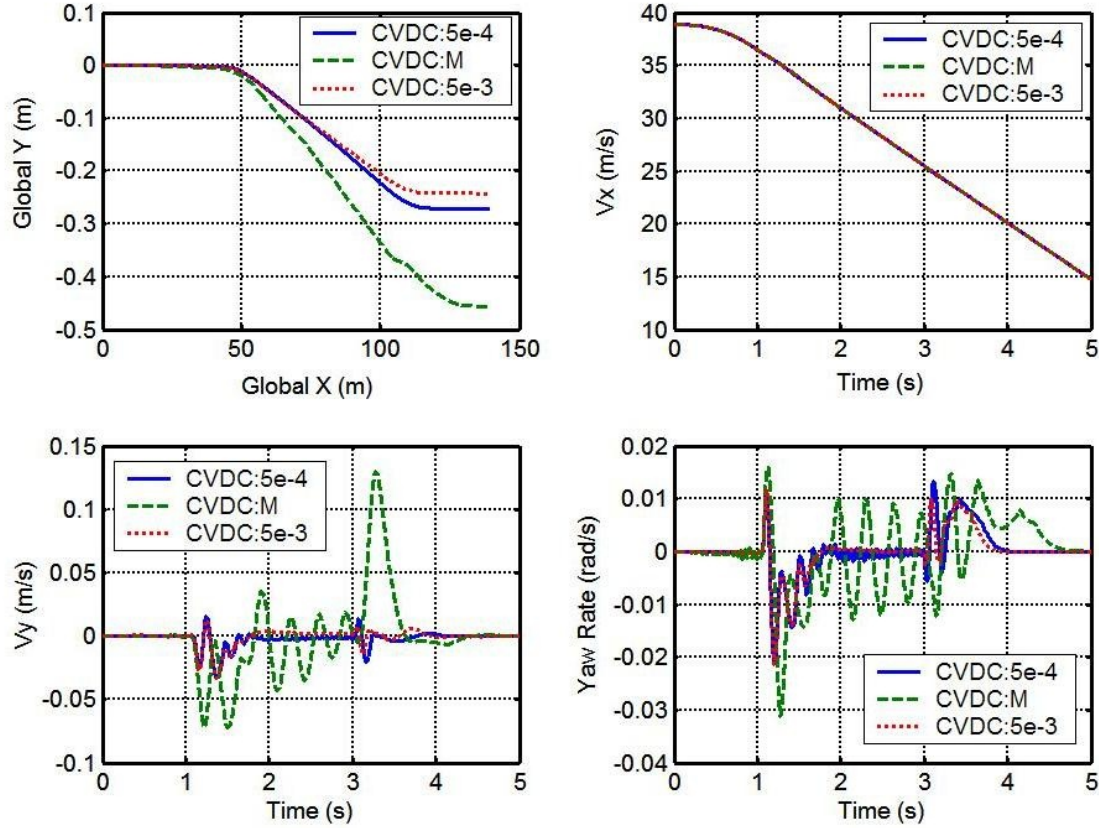 0.1
0
-0.1
-0.2
-0.3
-0.4
-0.5
Global Y (m)
CVDC:5e-4
CVDC:M
CVDC:5e-3
0 50 100 150
Global X (m)
40
35
30
25
20
15
10
Vx (m/s)
CVDC:5e-4
CVDC:M
CVDC:5e-3
0 1 2 3 4 5
Time (s)
0.15
0.1
0.05
0
-0.05
-0.1
Vy (m/s)
CVDC:5e-4
CVDC:M
CVDC:5e-3
0 1 2 3 4 5
Time (s)
0.02
0.01
0
-0.01
-0.02
-0.03
-0.04
Yaw Rate (rad/s)
CVDC:5e-4
CVDC:M
CVDC:5e-3
0 1 2 3 4 5
Time (s)